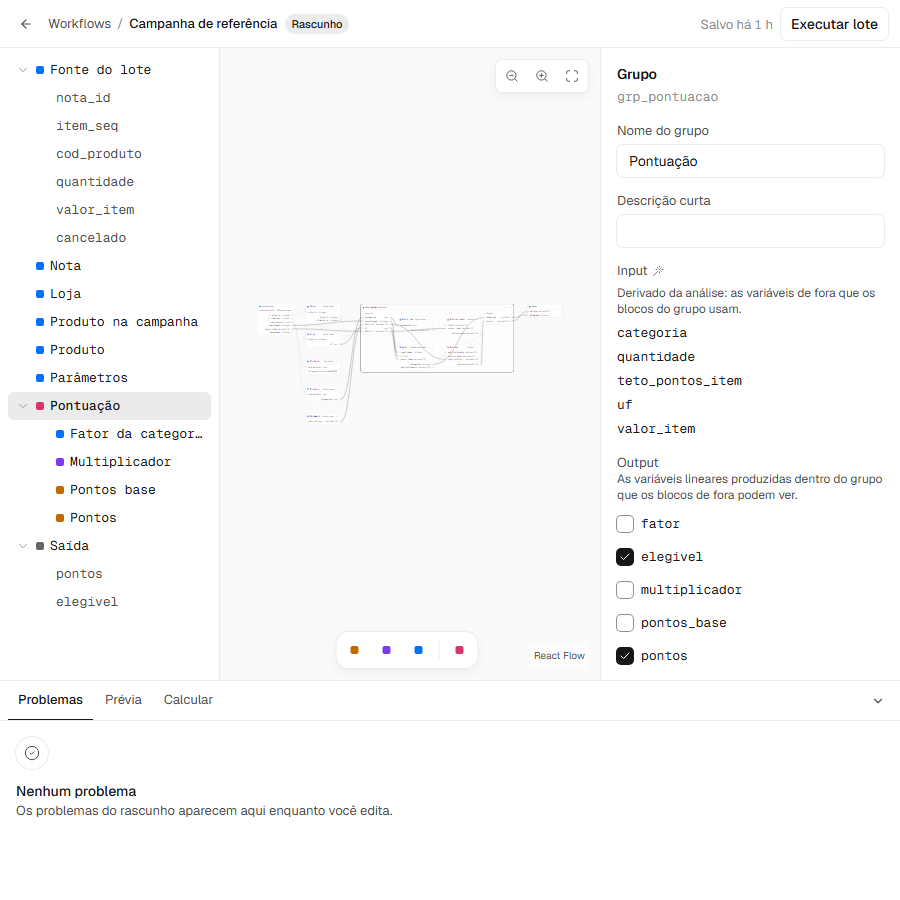 Workflows / Campanha de referência Rascunho
Salvo há 1 h
Executar lote
Fonte do lote
nota_id
item_seq
cod_produto
quantidade
valor_item
cancelado
Nota
Loja
Produto na campanha
Produto
Parâmetros
Pontuação
Fator da categor…
Multiplicador
Pontos base
Pontos
Saída
pontos
elegivel
React Flow
Grupo
grp_pontuacao
Nome do grupo
Pontuação
Descrição curta
Input
Derivado da análise: as variáveis de fora que os
blocos do grupo usam.
categoria
quantidade
teto_pontos_item
uf
valor_item
Output
As variáveis lineares produzidas dentro do grupo
que os blocos de fora podem ver.
fator
elegivel
multiplicador
pontos_base
pontos
Problemas
Prévia
Calcular
Nenhum problema
Os problemas do rascunho aparecem aqui enquanto você edita.